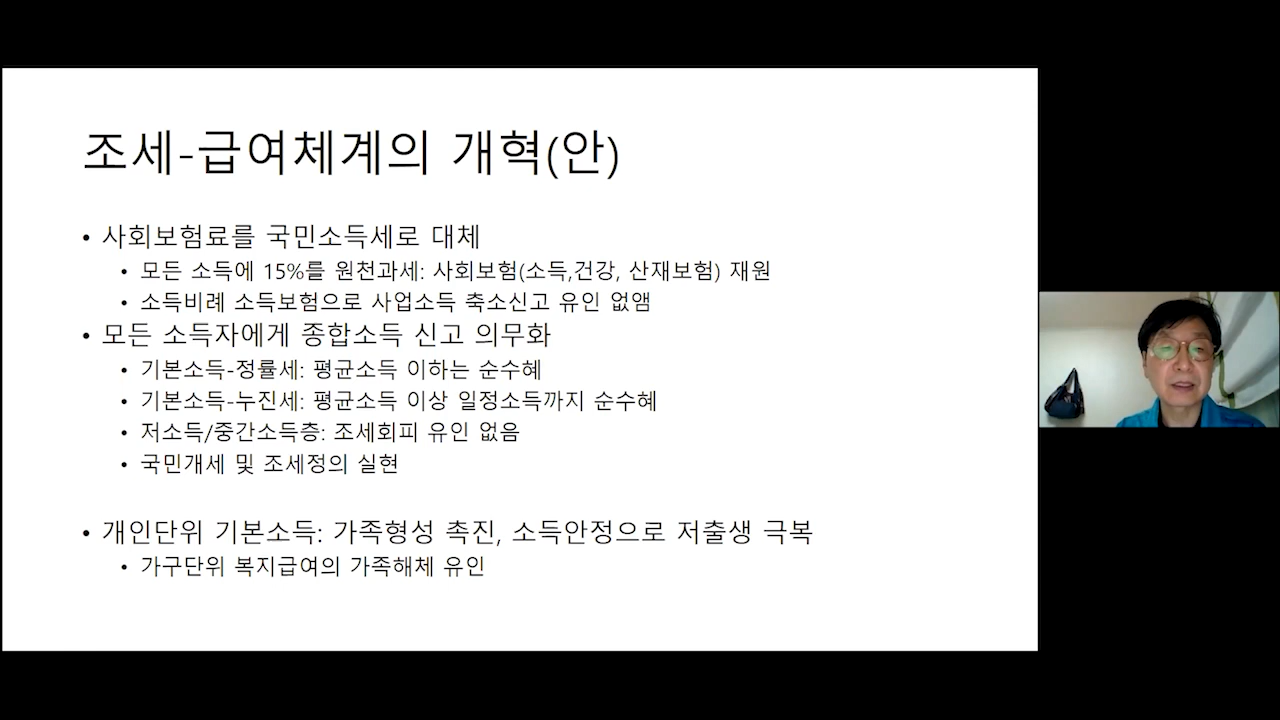 조세-급여체계의 개혁(안)
• 사회보험료를 국민소득세로 대체
• 모든 소득에 15%를 원천과세: 사회보험(소득,건강, 산재보험) 재원
• 소득비례 소득보험으로 사업소득 축소신고 유인 없앰
• 모든 소득자에게 종합소득 신고 의무화
• 기본소득-정률세: 평균소득 이하는 순수혜
• 기본소득-누진세: 평균소득 이상 일정소득까지 순수혜
• 저소득/중간소득층: 조세회피 유인 없음
• 국민개세 및 조세정의 실현
• 개인단위 기본소득: 가족형성 촉진, 소득안정으로 저출생 극복
• 가구단위 복지급여의 가족해체 유인